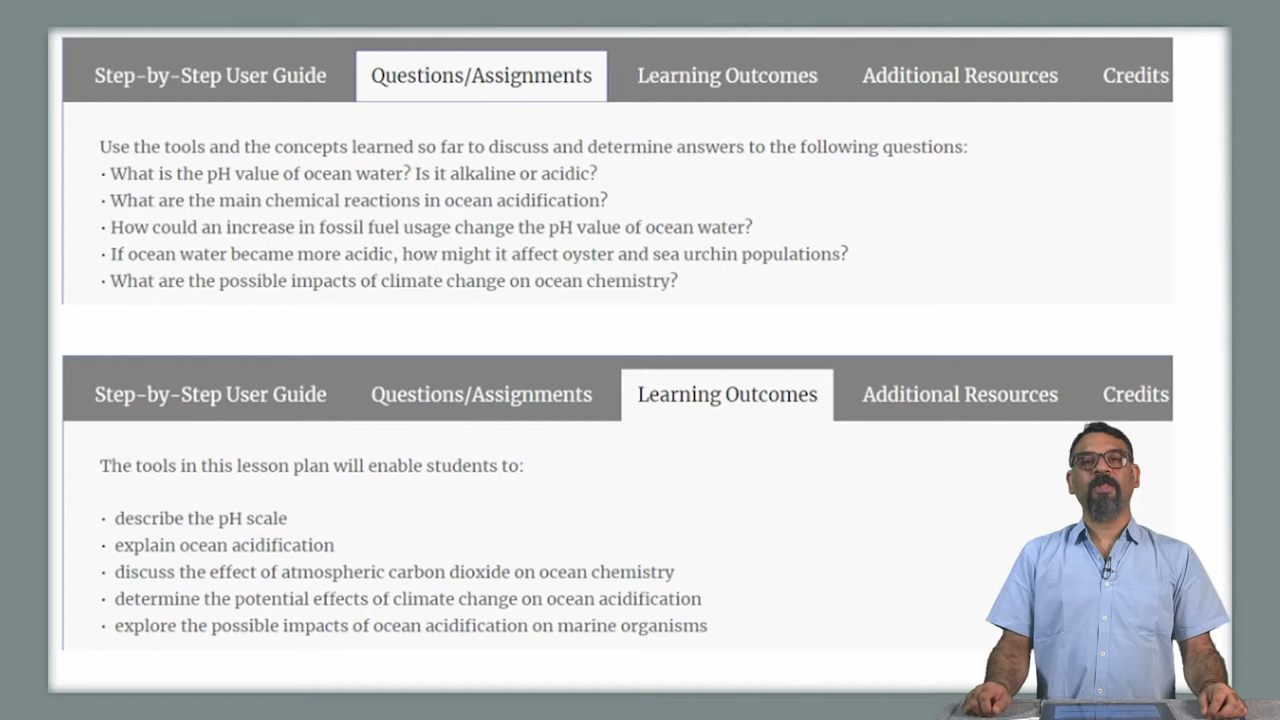 Step-by-Step User Guide Questions/Assignments Learning Outcomes Additional Resources Credits
Use the tools and the concepts learned so far to discuss and determine answers to the following questions:
· What is the pH value of ocean water? Is it alkaline or acidic?
· What are the main chemical reactions in ocean acidification?
· How could an increase in fossil fuel usage change the pH value of ocean water?
· If ocean water became more acidic, how might it affect oyster and sea urchin populations?
· What are the possible impacts of climate change on ocean chemistry?
Step-by-Step User Guide Questions/Assignments Learning Outcomes Additional Resources Credits
The tools in this lesson plan will enable students to:
· describe the pH scale
· explain ocean acidification
· discuss the effect of atmospheric carbon dioxide on ocean chemistry
· determine the potential effects of climate change on ocean acidification
· explore the possible impacts of ocean acidification on marine organisms